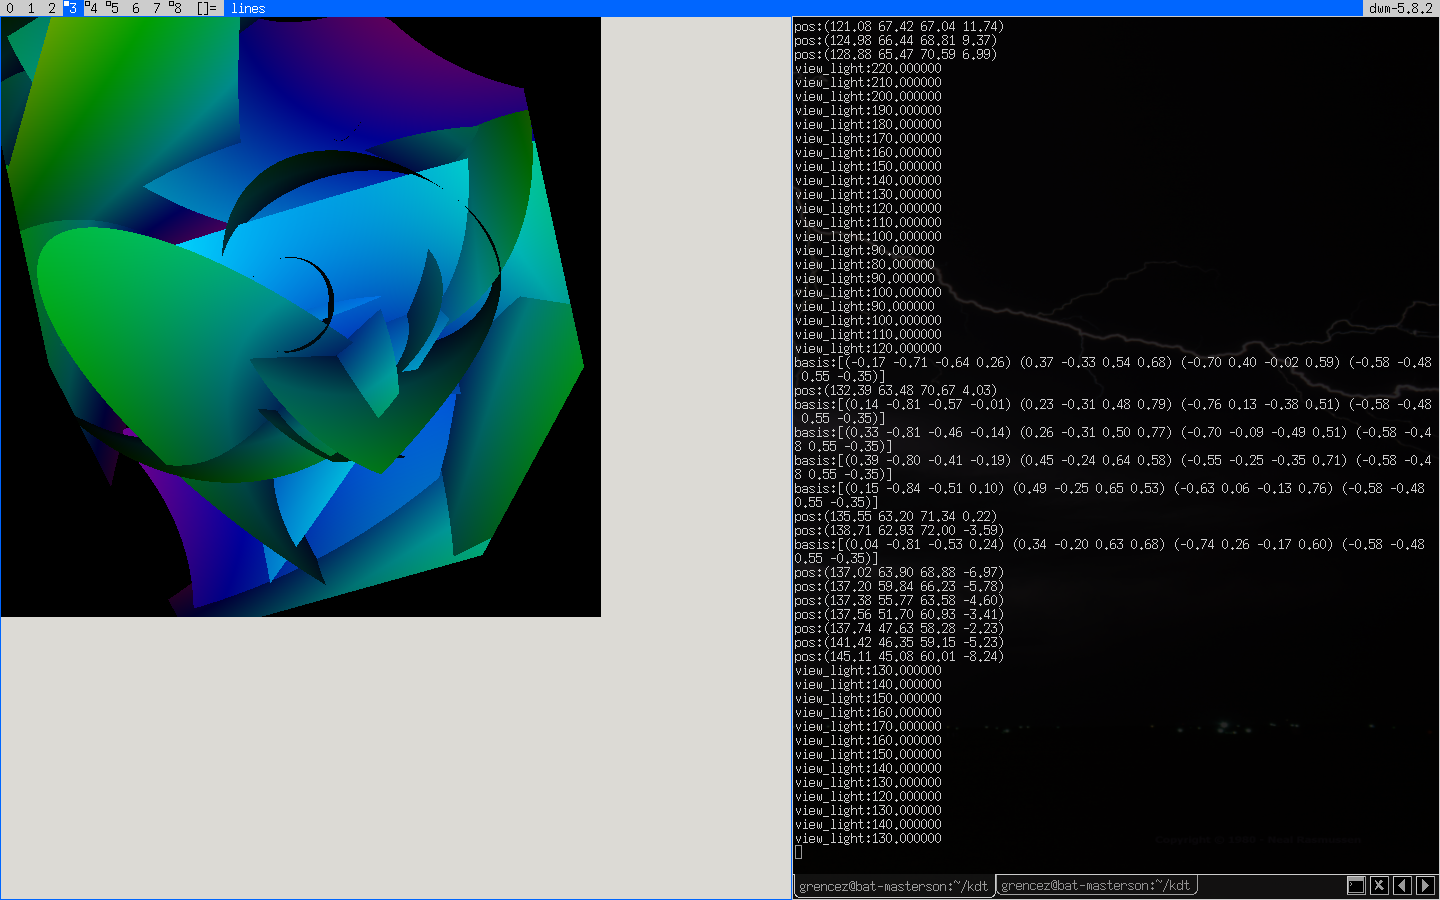 0 1 2 3 4 5 6 7 8 []= lines dwm-5.8.2
pos:(121.08 67.42 67.04 11.74)
pos:(124.98 66.44 68.81 9.37)
pos:(128.88 65.47 70.59 6.99)
view_light:220.000000
view_light:210.000000
view_light:200.000000
view_light:190.000000
view_light:180.000000
view_light:170.000000
view_light:160.000000
view_light:150.000000
view_light:140.000000
view_light:130.000000
view_light:120.000000
view_light:110.000000
view_light:100.000000
view_light:90.000000
view_light:80.000000
view_light:90.000000
view_light:100.000000
view_light:90.000000
view_light:100.000000
view_light:110.000000
view_light:120.000000
basis:[(-0.17 -0.71 -0.64 0.26) (0.37 -0.33 0.54 0.68) (-0.70 0.40 -0.02 0.59) (-0.58 -0.48
 0.55 -0.35)]
pos:(132.39 63.48 70.67 4.03)
basis:[(0.14 -0.81 -0.57 -0.01) (0.23 -0.31 0.48 0.79) (-0.76 0.13 -0.38 0.51) (-0.58 -0.48
 0.55 -0.35)]
basis:[(0.33 -0.81 -0.46 -0.14) (0.26 -0.31 0.50 0.77) (-0.70 -0.09 -0.49 0.51) (-0.58 -0.4
8 0.55 -0.35)]
basis:[(0.39 -0.80 -0.41 -0.19) (0.45 -0.24 0.64 0.58) (-0.55 -0.25 -0.35 0.71) (-0.58 -0.4
8 0.55 -0.35)]
basis:[(0.15 -0.84 -0.51 0.10) (0.49 -0.25 0.65 0.53) (-0.63 0.06 -0.13 0.76) (-0.58 -0.48
0.55 -0.35)]
pos:(135.55 63.20 71.34 0.22)
pos:(138.71 62.93 72.00 -3.59)
basis:[(0.04 -0.81 -0.53 0.24) (0.34 -0.20 0.63 0.68) (-0.74 0.26 -0.17 0.60) (-0.58 -0.48
0.55 -0.35)]
pos:(137.02 63.90 68.88 -6.97)
pos:(137.20 59.84 66.23 -5.78)
pos:(137.38 55.77 63.58 -4.60)
pos:(137.56 51.70 60.93 -3.41)
pos:(137.74 47.63 58.28 -2.23)
pos:(141.42 46.35 59.15 -5.23)
pos:(145.11 45.08 60.01 -8.24)
view_light:130.000000
view_light:140.000000
view_light:150.000000
view_light:160.000000
view_light:170.000000
view_light:160.000000
view_light:150.000000
view_light:140.000000
view_light:130.000000
view_light:120.000000
view_light:130.000000
view_light:140.000000
view_light:130.000000
grencez@bat-masterson:~/kdt grencez@bat-masterson:~/kdt